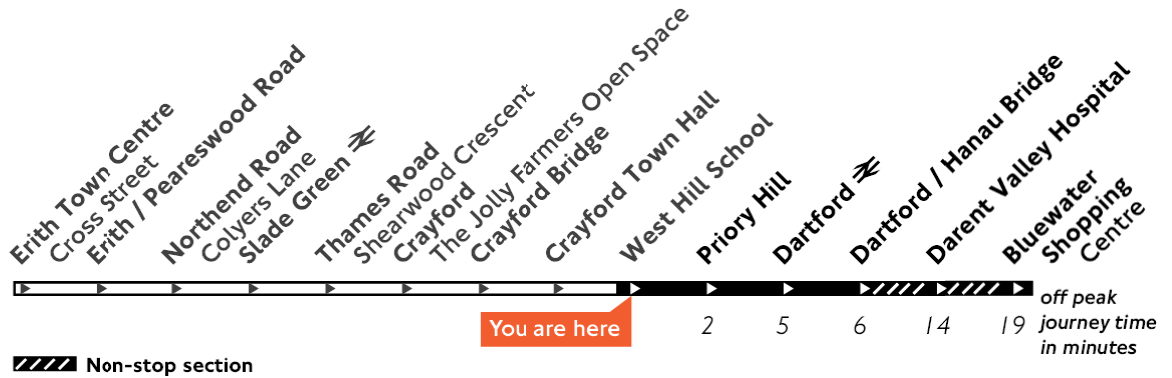 Erith Town Centre
Cross Street
Erith / Peareswood Road
Northend Road
Colyers Lane
Slade Green
Thames Road
Shearwood Crescent
Crayford
The Jolly Farmers Open Space
Crayford Bridge
Crayford Town Hall
West Hill School
Priory Hill
Dartford
Dartford / Hanau Bridge
Darent Valley Hospital
Bluewater
Shopping
Centre
You are here
2 5 6 14 19
off peak
journey time
in minutes
Non-stop section